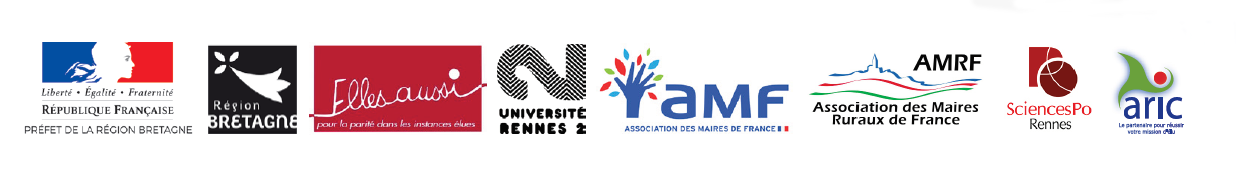 Liberté • Égalité • Fraternité
RÉPUBLIQUE FRANÇAISE
PRÉFET DE LA RÉGION BRETAGNE
Région
BRETAGNE
Elles aussi
pour la parité dans les instances élues
UNIVERSITÉ
RENNES 2
aMF
ASSOCIATION DES MAIRES DE FRANCE
AMRF
Association des Maires
Ruraux de France
SciencesPo
Rennes
aric
Le partenaire pour réussir
votre mission d'élu